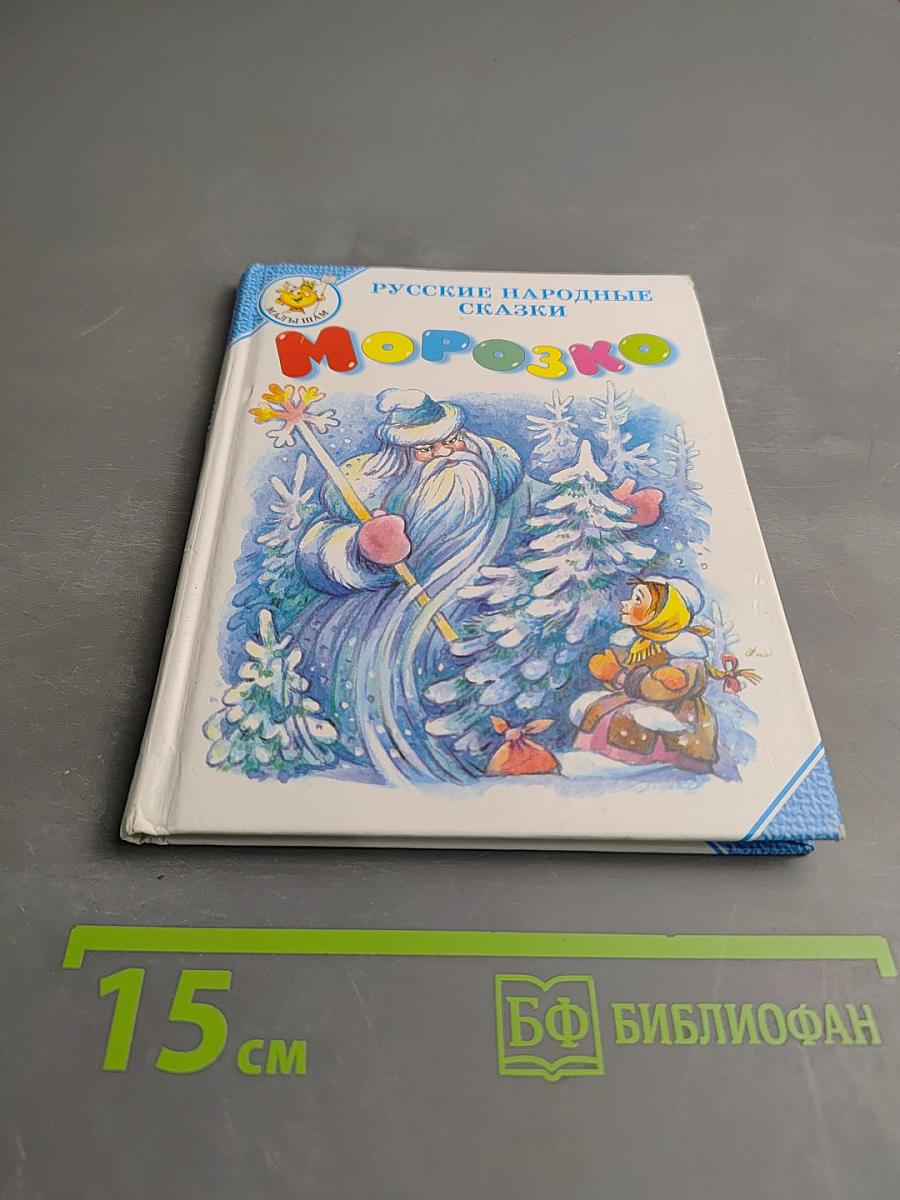 МАЛЫШАМ
РУССКИЕ НАРОДНЫЕ
СКАЗКИ
МОРОЗКО
15 см
БФ БИБЛИОФАН